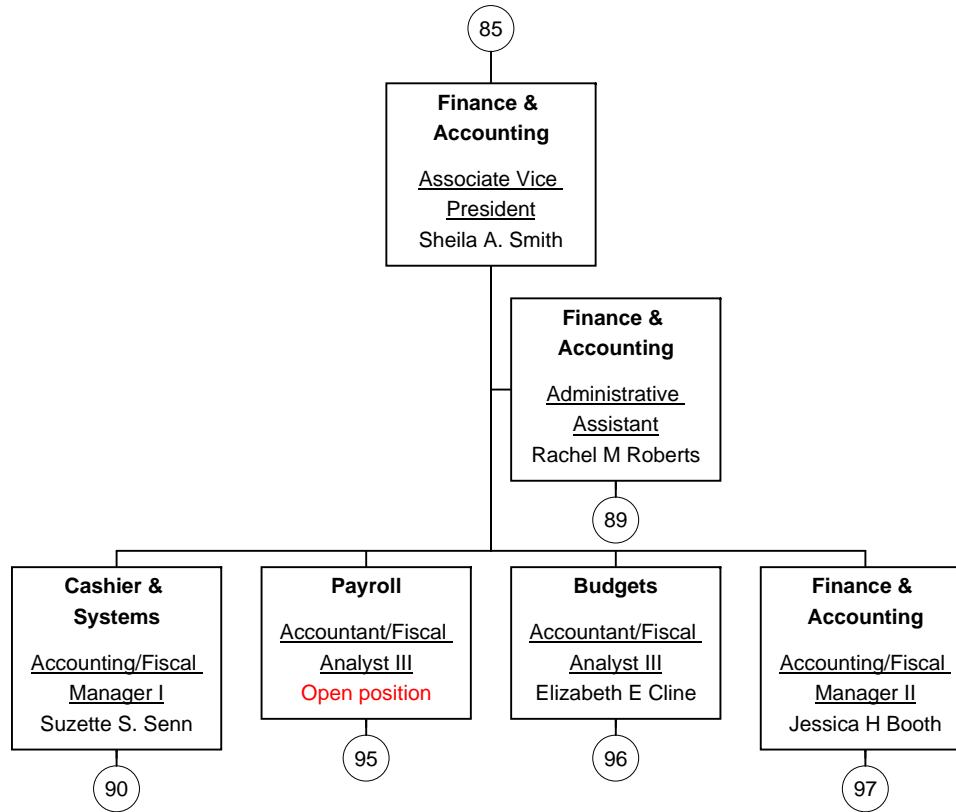 85
Finance &
Accounting
Associate Vice
President
Sheila A. Smith
Finance &
Accounting
Administrative
Assistant
Rachel M Roberts
89
Cashier &
Systems
Accounting/Fiscal
Manager I
Suzette S. Senn
90
Payroll
Accountant/Fiscal
Analyst III
Open position
95
Budgets
Accountant/Fiscal
Analyst III
Elizabeth E Cline
96
Finance &
Accounting
Accounting/Fiscal
Manager II
Jessica H Booth
97